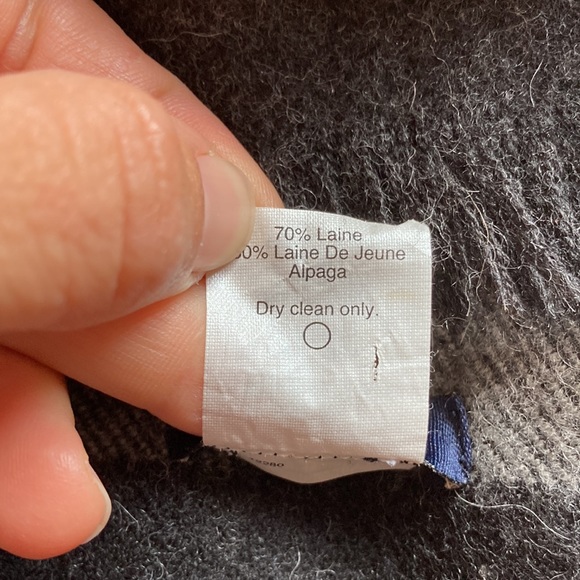 70% Laine
0% Laine De Jeune
Alpaga
Dry clean only.